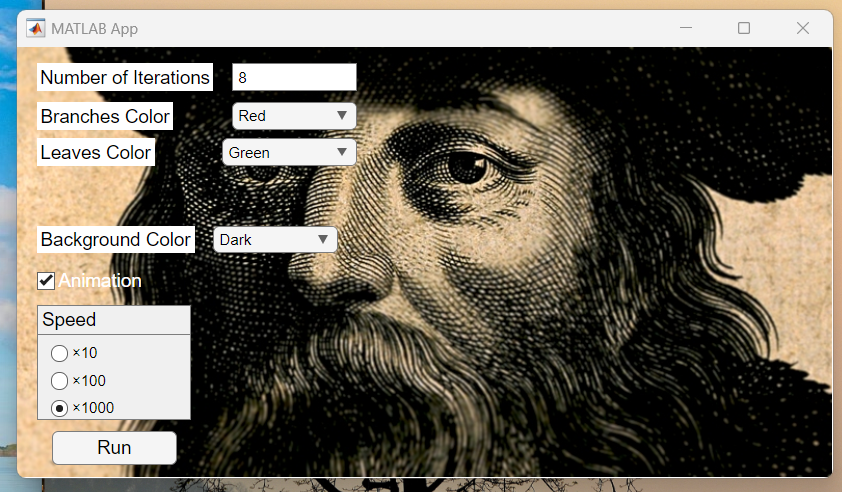 MATLAB App
Number of Iterations 8
Branches Color Red
Leaves Color Green
Background Color Dark
Animation
Speed
×10
×100
×1000
Run